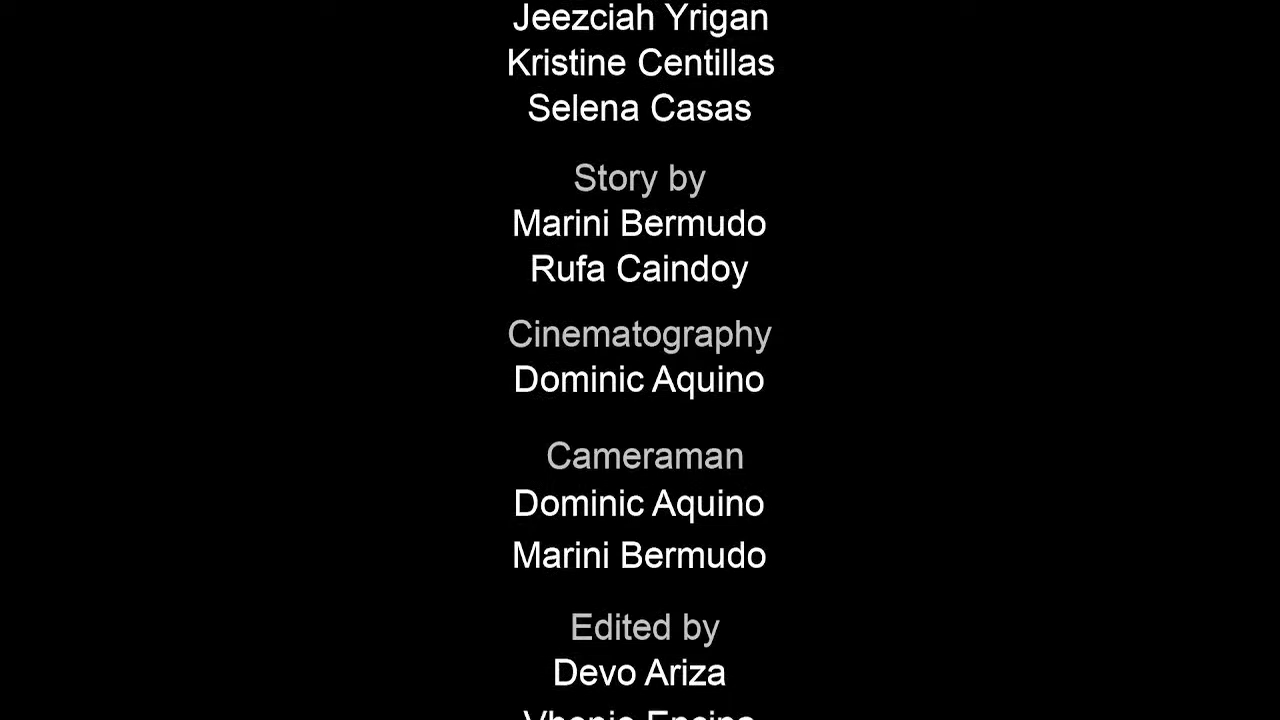 Jeezciah Yrigan
Kristine Centillas
Selena Casas
Story by
Marini Bermudo
Rufa Caindoy
Cinematography
Dominic Aquino
Cameraman
Dominic Aquino
Marini Bermudo
Edited by
Devo Ariza